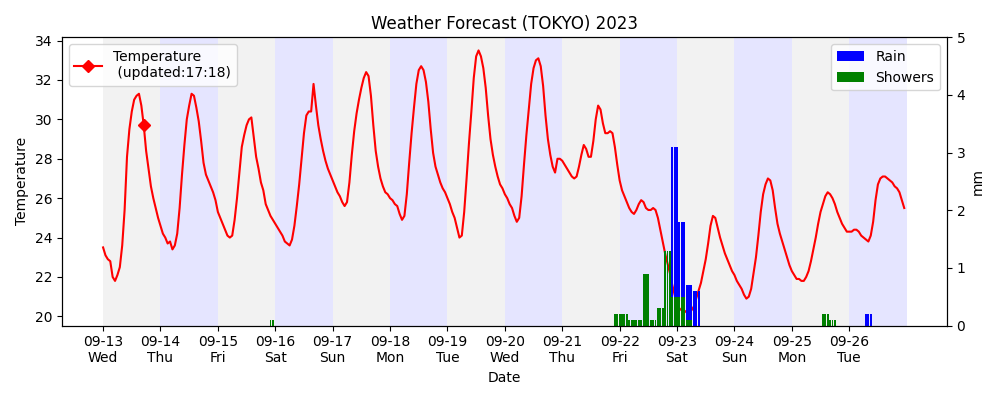 Weather Forecast (TOKYO) 2023
Temperature
(updated:17:18)
Rain
Showers
34
32
30
28
26
24
22
20
Temperature
5
4
3
2
1
0
mm
09-13 09-14 09-15 09-16 09-17 09-18 09-19 09-20 09-21 09-22 09-23 09-24 09-25 09-26
Wed Thu Fri Sat Sun Mon Tue Wed Thu Fri Sat Sun Mon Tue
Date